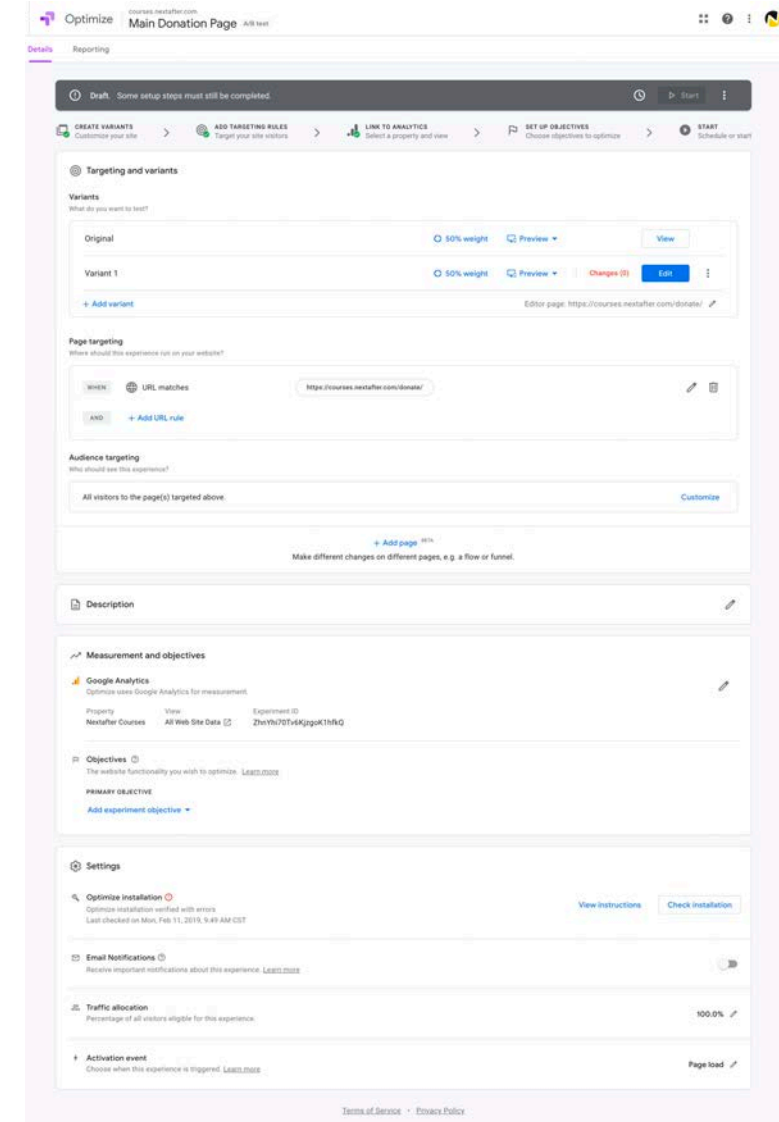 Optimize
courses.nextafter.com
Main Donation Page A/B test
Details Reporting
Draft. Some setup steps must still be completed. Start
CREATE VARIANTS
Customize your site
ADD TARGETING RULES
Target your site visitors
LINK TO ANALYTICS
Select a property and view
SET UP OBJECTIVES
Choose objectives to optimize
START
Schedule or start
Targeting and variants
Variants
What do you want to test?
Original 50% weight Preview View
Variant 1 50% weight Preview Changes (0) Edit
+ Add variant Editor page: https://courses.nextafter.com/donate/
Page targeting
Where should this experience run on your website?
WHEN URL matches https://courses.nextafter.com/donate/
AND + Add URL rule
Audience targeting
Who should see this experience?
All visitors to the page(s) targeted above. Customize
+ Add page BETA
Make different changes on different pages, e.g. a flow or funnel.
Description
Measurement and objectives
Google Analytics
Optimize uses Google Analytics for measurement.
Property View Experiment ID
Nextafter Courses All Web Site Data ZhnYhi70Tv6KjzgoK1hfkQ
Objectives
The website functionality you wish to optimize. Learn more
PRIMARY OBJECTIVE
Add experiment objective
Settings
Optimize installation
Optimize installation verified with errors
Last checked on Mon, Feb 11, 2019, 9:49 AM CST
View instructions Check installation
Email Notifications
Receive important notifications about this experience. Learn more
Traffic allocation
Percentage of all visitors eligible for this experience.
100.0%
Activation event
Choose when this experience is triggered. Learn more
Page load
Terms of Service · Privacy Policy